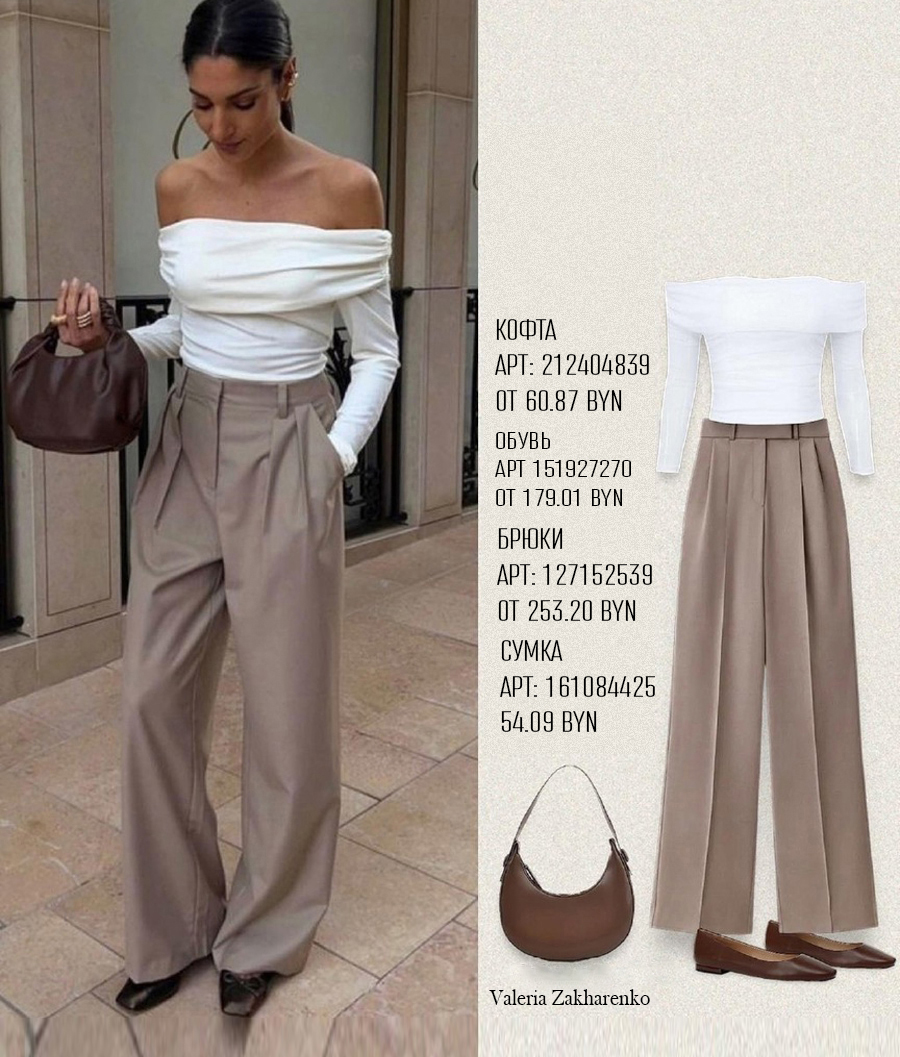 КОФТА
АРТ: 212404839
ОТ 60.87 BYN
ОБУВЬ
АРТ 151927270
ОТ 179.01 BYN
БРЮКИ
АРТ: 127152539
ОТ 253.20 BYN
СУМКА
АРТ: 161084425
54.09 BYN
Valeria Zakharenko